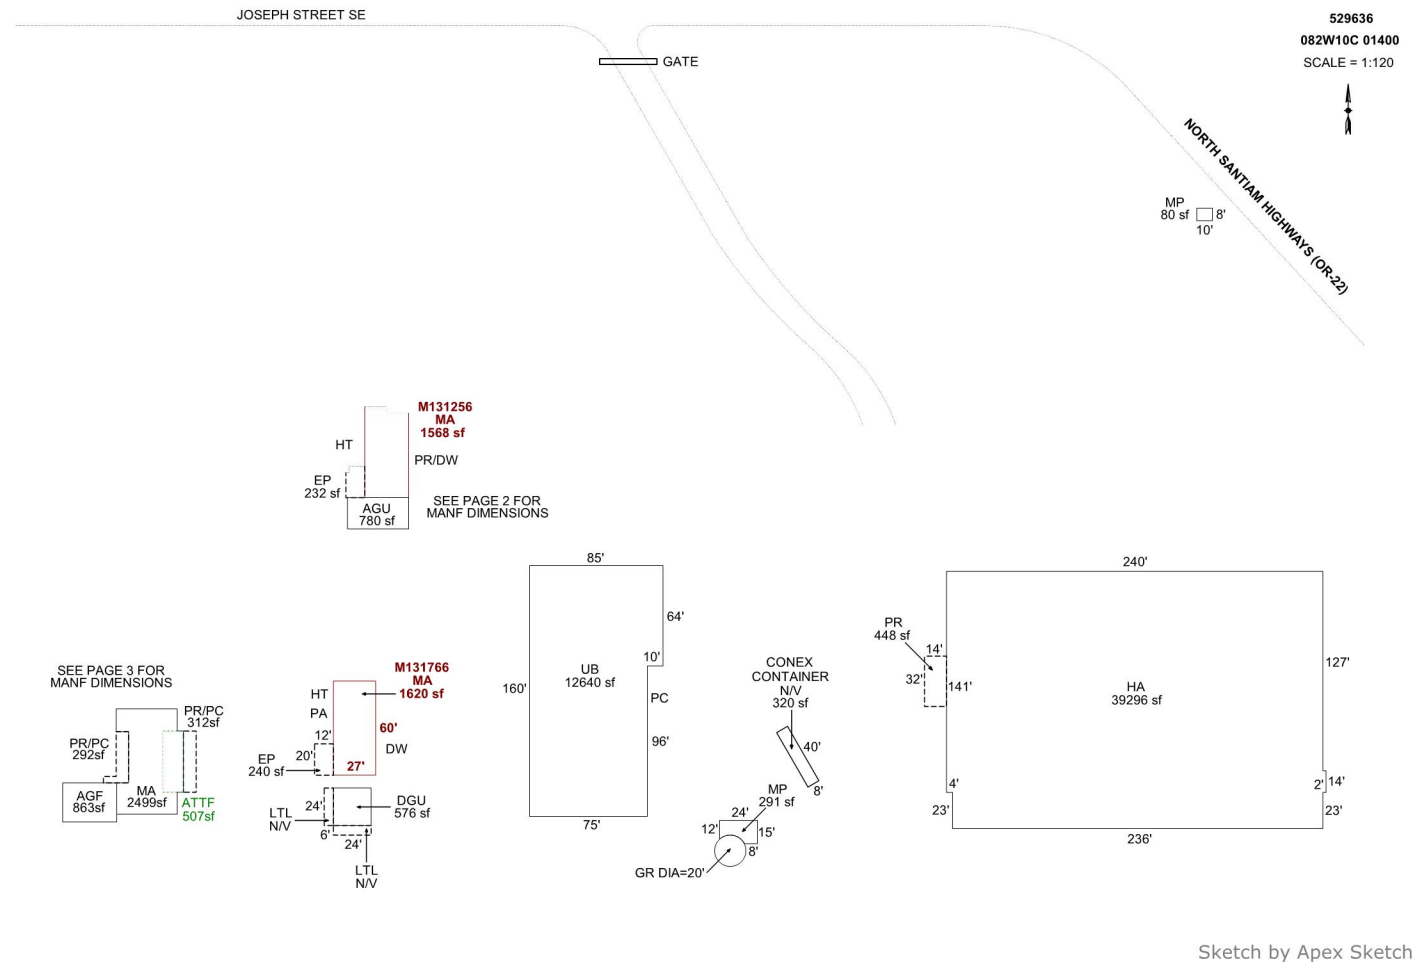 JOSEPH STREET SE
529636
082W10C 01400
SCALE = 1:120
GATE
NORTH SANTIAM HIGHWAYS (OR-22)
MP
80 sf
8'
10'
M131256
MA
1568 sf
HT
PR/DW
EP
232 sf
AGU
780 sf
SEE PAGE 2 FOR
MANF DIMENSIONS
85'
64'
10'
UB
12640 sf
160'
PC
96'
75'
240'
PR
448 sf
14'
32'
141'
127'
HA
39296 sf
4'
2'
14'
23'
23'
236'
SEE PAGE 3 FOR
MANF DIMENSIONS
PR/PC
312sf
PR/PC
292sf
AGF
863sf
MA
2499sf
ATTF
507sf
M131766
MA
1620 sf
HT
PA
12'
20'
60'
DW
EP
240 sf
27'
24'
DGU
576 sf
LTL
N/V
6'
24'
LTL
N/V
CONEX
CONTAINER
N/V
320 sf
40'
8'
MP
291 sf
24'
12'
15'
8'
GR DIA=20'
Sketch by Apex Sketch